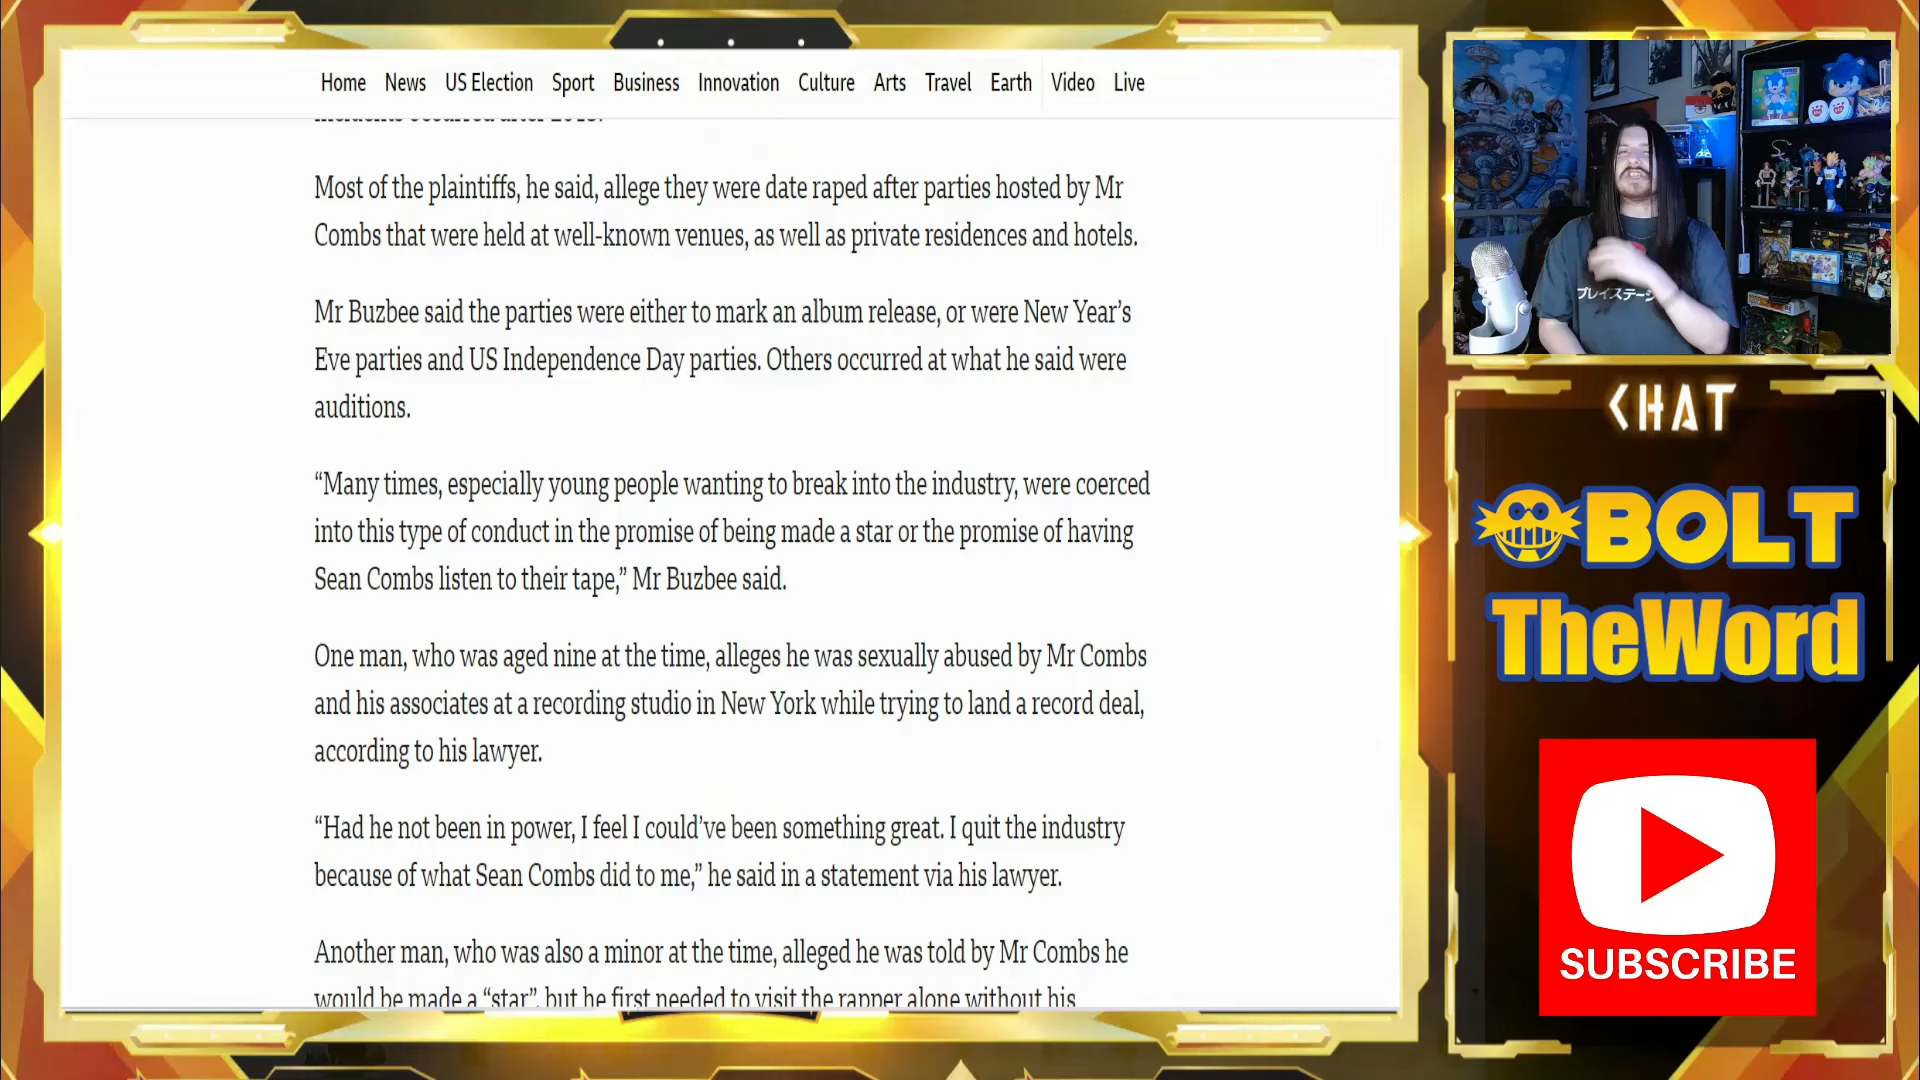 Home News US Election Sport Business Innovation Culture Arts Travel Earth Video Live
incidents occurred after
Most of the plaintiffs, he said, allege they were date raped after parties hosted by Mr
Combs that were held at well-known venues, as well as private residences and hotels.
Mr Buzbee said the parties were either to mark an album release, or were New Year’s
Eve parties and US Independence Day parties. Others occurred at what he said were
auditions.
“Many times, especially young people wanting to break into the industry, were coerced
into this type of conduct in the promise of being made a star or the promise of having
Sean Combs listen to their tape,” Mr Buzbee said.
One man, who was aged nine at the time, alleges he was sexually abused by Mr Combs
and his associates at a recording studio in New York while trying to land a record deal,
according to his lawyer.
“Had he not been in power, I feel I could’ve been something great. I quit the industry
because of what Sean Combs did to me,” he said in a statement via his lawyer.
Another man, who was also a minor at the time, alleged he was told by Mr Combs he
would be made a “star”, but he first needed to visit the rapper alone without his
プレイステーシ
CHAT
BOLT
TheWord
SUBSCRIBE